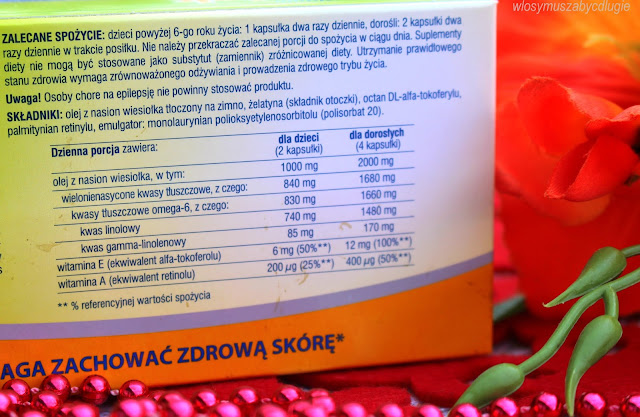 wlosymuszabycdlugie
ZALECANE SPOŻYCIE: dzieci powyżej 6-go roku życia: 1 kapsułka dwa razy dziennie, dorośli: 2 kapsułki dwa
razy dziennie w trakcie posiłku. Nie należy przekraczać zalecanej porcji do spożycia w ciągu dnia. Suplementy
diety nie mogą być stosowane jako substytut (zamiennik) zróżnicowanej diety. Utrzymanie prawidłowego
stanu zdrowia wymaga zrównoważonego odżywiania i prowadzenia zdrowego trybu życia.
Uwaga! Osoby chore na epilepsję nie powinny stosować produktu.
SKŁADNIKI: olej z nasion wiesiołka tłoczony na zimno, żelatyna (składnik otoczki), octan DL-alfa-tokoferylu,
palmitynian retinylu, emulgator: monolaurynian polioksyetylenosorbitolu (polisorbat 20).
Dzienna porcja zawiera: dla dzieci (2 kapsułki) dla dorosłych (4 kapsułki)
olej z nasion wiesiołka, w tym: 1000 mg 2000 mg
wielonienasycone kwasy tłuszczowe, z czego: 840 mg 1680 mg
kwasy tłuszczowe omega-6, z czego: 830 mg 1660 mg
kwas linolowy 740 mg 1480 mg
kwas gamma-linolenowy 85 mg 170 mg
witamina E (ekwiwalent alfa-tokoferolu) 6 mg (50%**) 12 mg (100%**)
witamina A (ekwiwalent retinolu) 200 µg (25%**) 400 µg (50%**)
** % referencyjnej wartości spożycia
AGA ZACHOWAĆ ZDROWĄ SKÓRĘ*